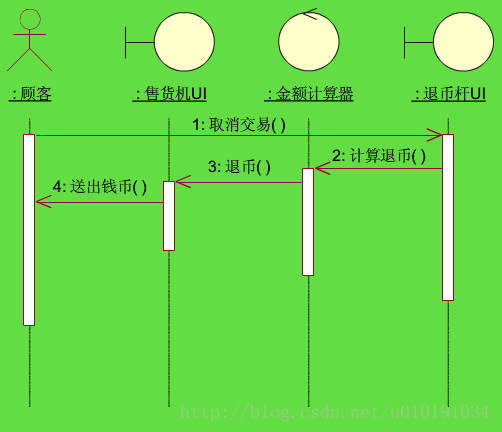 :顾客
:售货机UI
:金额计算器
:退币杆UI
1: 取消交易( )
2: 计算退币( )
3: 退币( )
4: 送出钱币( )
http://blog.csdn.net/u010191034